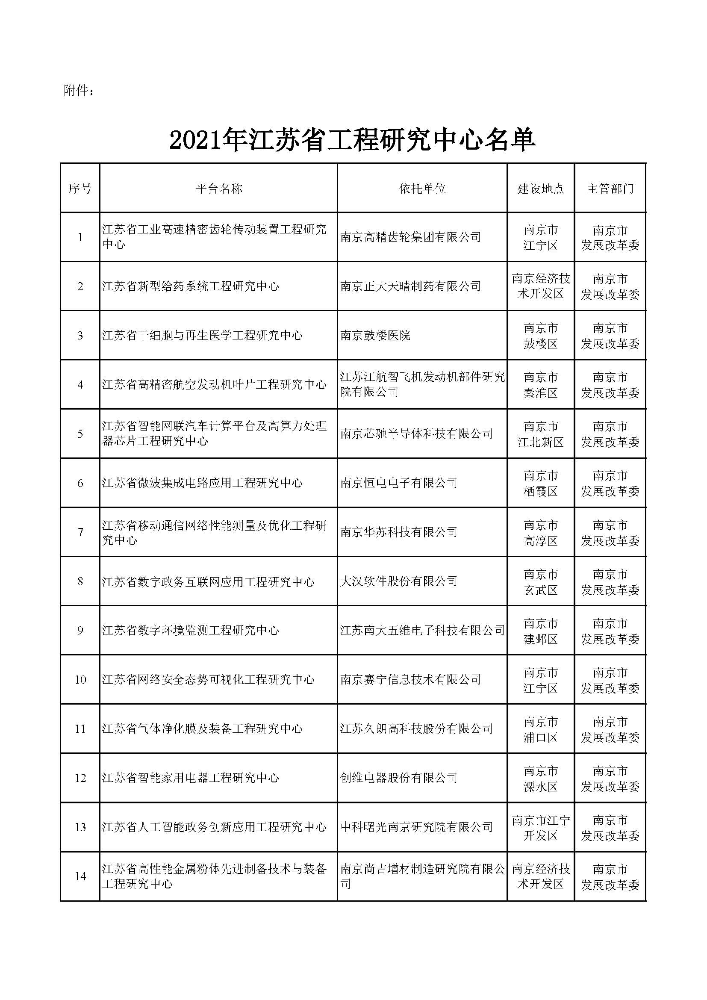 附件：
2021年江苏省工程研究中心名单
序号 平台名称 依托单位 建设地点 主管部门
1 江苏省工业高速精密齿轮传动装置工程研究
中心
南京高精齿轮集团有限公司
南京市
江宁区
南京市
发展改革委
2 江苏省新型给药系统工程研究中心
南京正大天晴制药有限公司
南京经济技
术开发区
南京市
发展改革委
3 江苏省干细胞与再生医学工程研究中心
南京鼓楼医院
南京市
鼓楼区
南京市
发展改革委
4 江苏省高精密航空发动机叶片工程研究中心
江苏江航智飞机发动机部件研究
院有限公司
南京市
秦淮区
南京市
发展改革委
5 江苏省智能网联汽车计算平台及高算力处理
器芯片工程研究中心
南京芯驰半导体科技有限公司
南京市
江北新区
南京市
发展改革委
6 江苏省微波集成电路应用工程研究中心
南京恒电电子有限公司
南京市
栖霞区
南京市
发展改革委
7 江苏省移动通信网络性能测量及优化工程研
究中心
南京华苏科技有限公司
南京市
高淳区
南京市
发展改革委
8 江苏省数字政务互联网应用工程研究中心
大汉软件股份有限公司
南京市
玄武区
南京市
发展改革委
9 江苏省数字环境监测工程研究中心
江苏南大五维电子科技有限公司
南京市
建邺区
南京市
发展改革委
10 江苏省网络安全态势可视化工程研究中心
南京赛宁信息技术有限公司
南京市
江宁区
南京市
发展改革委
11 江苏省气体净化膜及装备工程研究中心
江苏久朗高科技股份有限公司
南京市
浦口区
南京市
发展改革委
12 江苏省智能家用电器工程研究中心
创维电器股份有限公司
南京市
溧水区
南京市
发展改革委
13 江苏省人工智能政务创新应用工程研究中心
中科曙光南京研究院有限公司
南京市江宁
开发区
南京市
发展改革委
14 江苏省高性能金属粉体先进制备技术与装备
工程研究中心
南京尚吉增材制造研究院有限公
司
南京经济技
术开发区
南京市
发展改革委